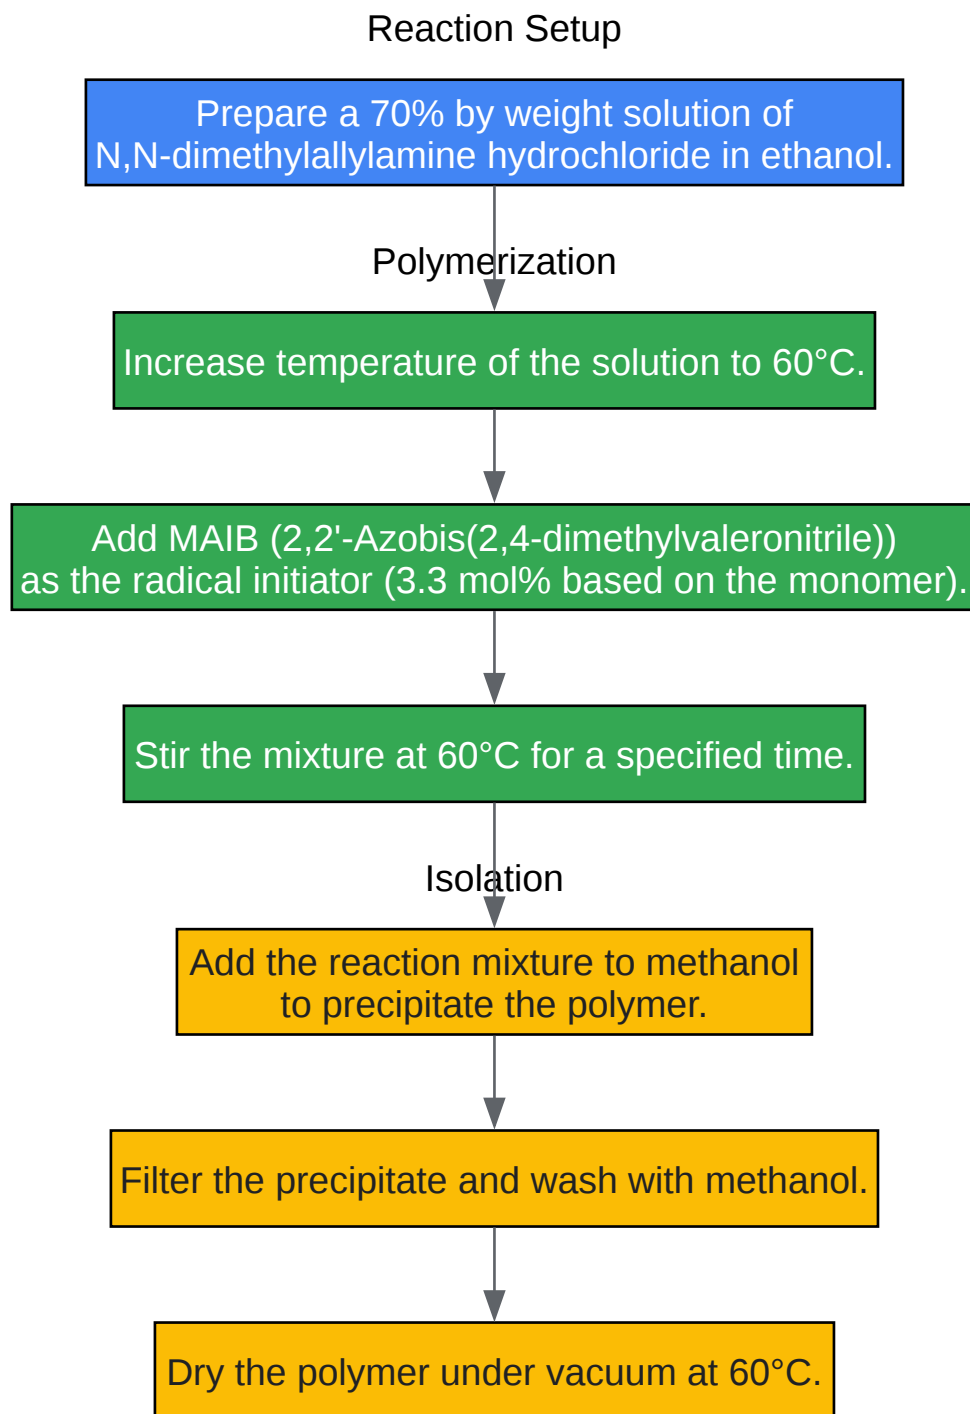 Reaction Setup
Prepare a 70% by weight solution of
N,N-dimethylallylamine hydrochloride in ethanol.
Polymerization
Increase temperature of the solution to 60°C.
Add MAIB (2,2'-Azobis(2,4-dimethylvaleronitrile))
as the radical initiator (3.3 mol% based on the monomer).
Stir the mixture at 60°C for a specified time.
Isolation
Add the reaction mixture to methanol
to precipitate the polymer.
Filter the precipitate and wash with methanol.
Dry the polymer under vacuum at 60°C.